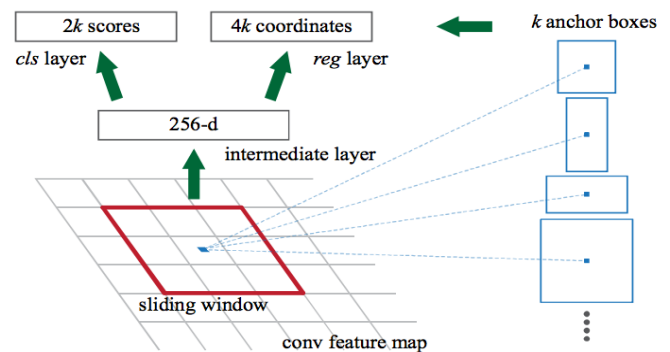 2k scores
4k coordinates
k anchor boxes
cls layer
reg layer
256-d
intermediate layer
sliding window
conv feature map